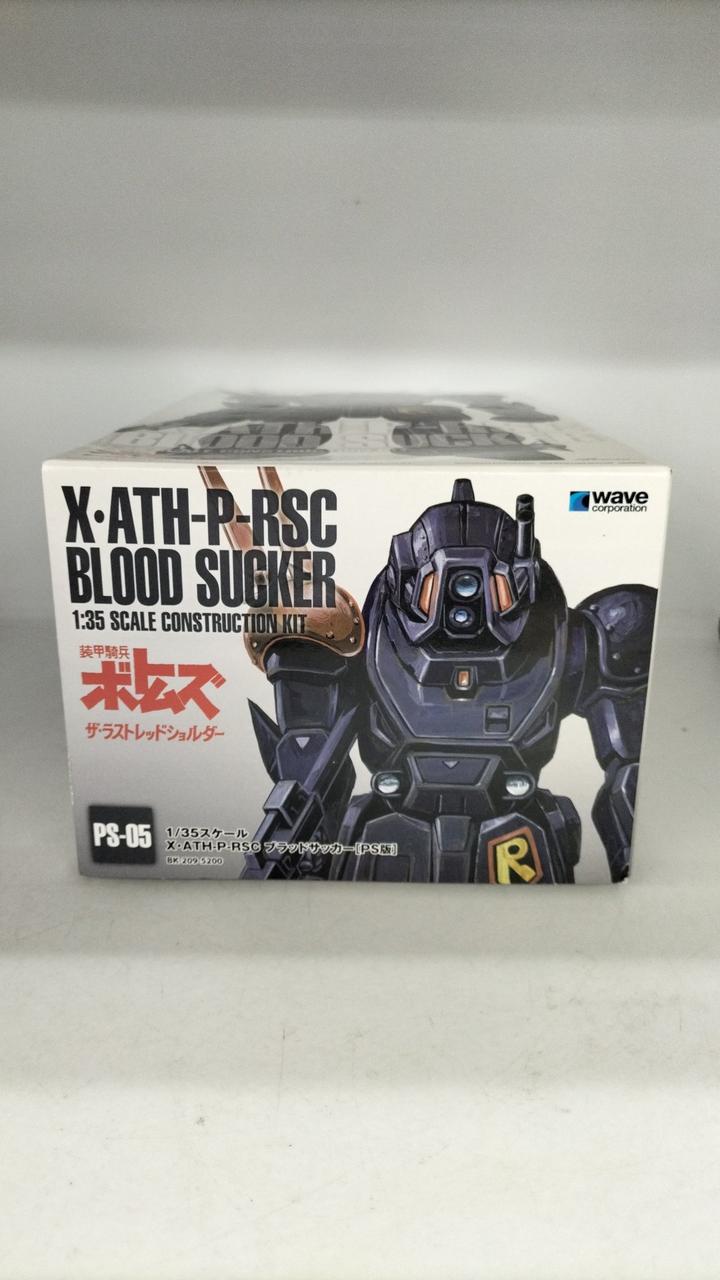 BLOOD SUCK
X·ATH-P-RSC
BLOOD SUCKER
1:35 SCALE CONSTRUCTION KIT
wave
corporation
装甲騎兵
ボトムズ
ザ・ラストレッドショルダー
PS-05
1/35スケール
X·ATH-P-RSC ブラッドサッカー[PS版]
BK-209 5200
R